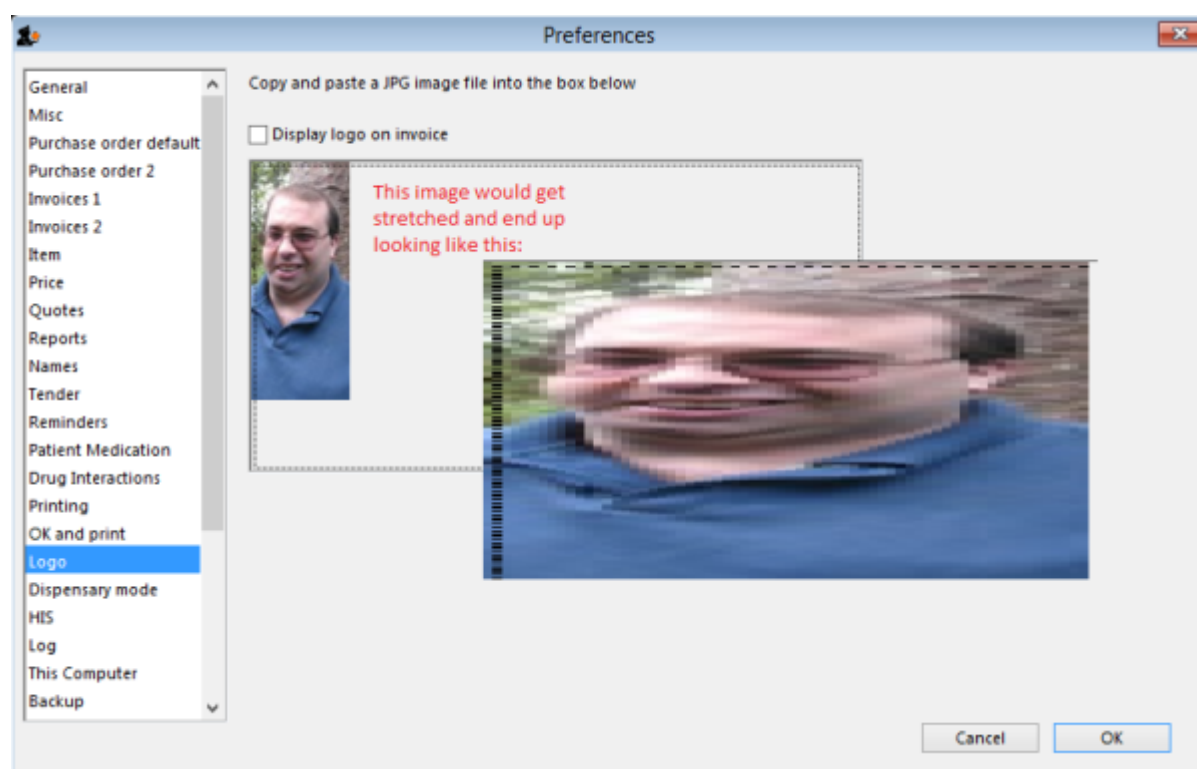 Preferences
General
Misc
Purchase order default
Purchase order 2
Invoices 1
Invoices 2
Item
Price
Quotes
Reports
Names
Tender
Reminders
Patient Medication
Drug Interactions
Printing
OK and print
Logo
Dispensary mode
HIS
Log
This Computer
Backup
Copy and paste a JPG image file into the box below
Display logo on invoice
This image would get
stretched and end up
looking like this:
Cancel
OK